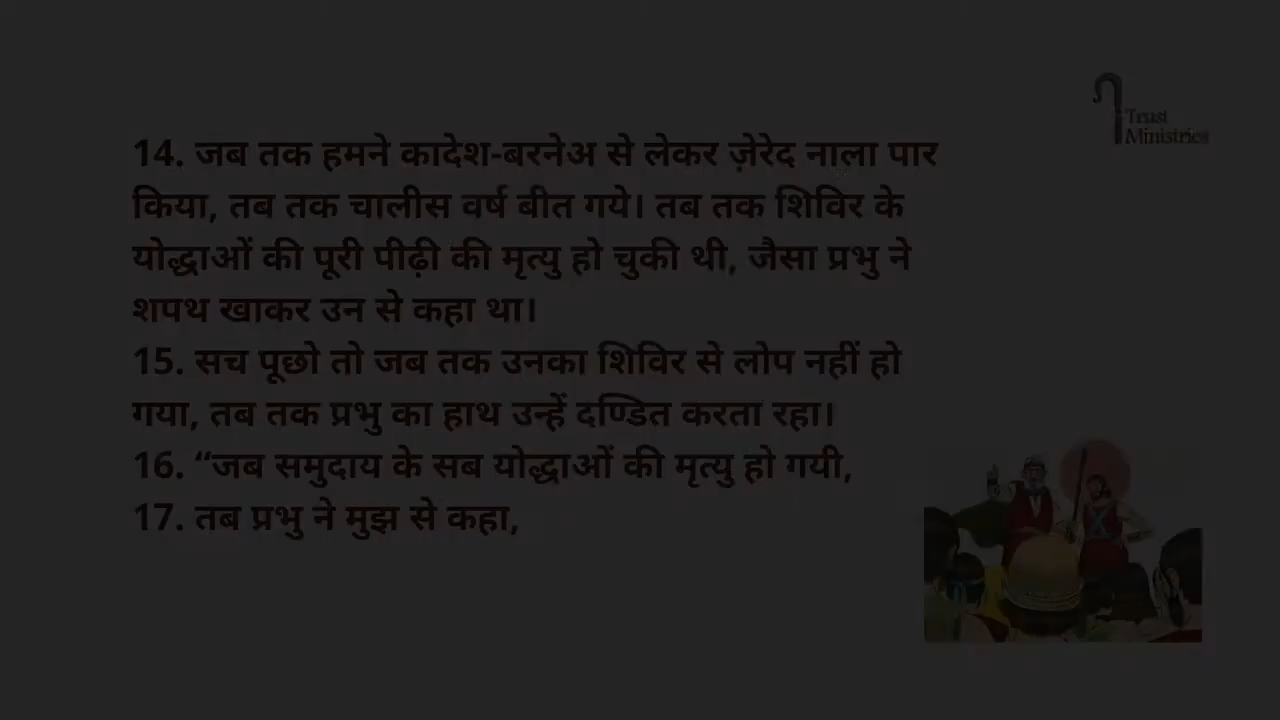 Trust
Ministries
14. जब तक हमने कादेश-बरनेअ से लेकर ज़ेरेद नाला पार
किया, तब तक चालीस वर्ष बीत गये। तब तक शिविर के
योद्धाओं की पूरी पीढ़ी की मृत्यु हो चुकी थी, जैसा प्रभु ने
शपथ खाकर उन से कहा था।
15. सच पूछो तो जब तक उनका शिविर से लोप नहीं हो
गया, तब तक प्रभु का हाथ उन्हें दण्डित करता रहा।
16. “जब समुदाय के सब योद्धाओं की मृत्यु हो गयी,
17. तब प्रभु ने मुझ से कहा,